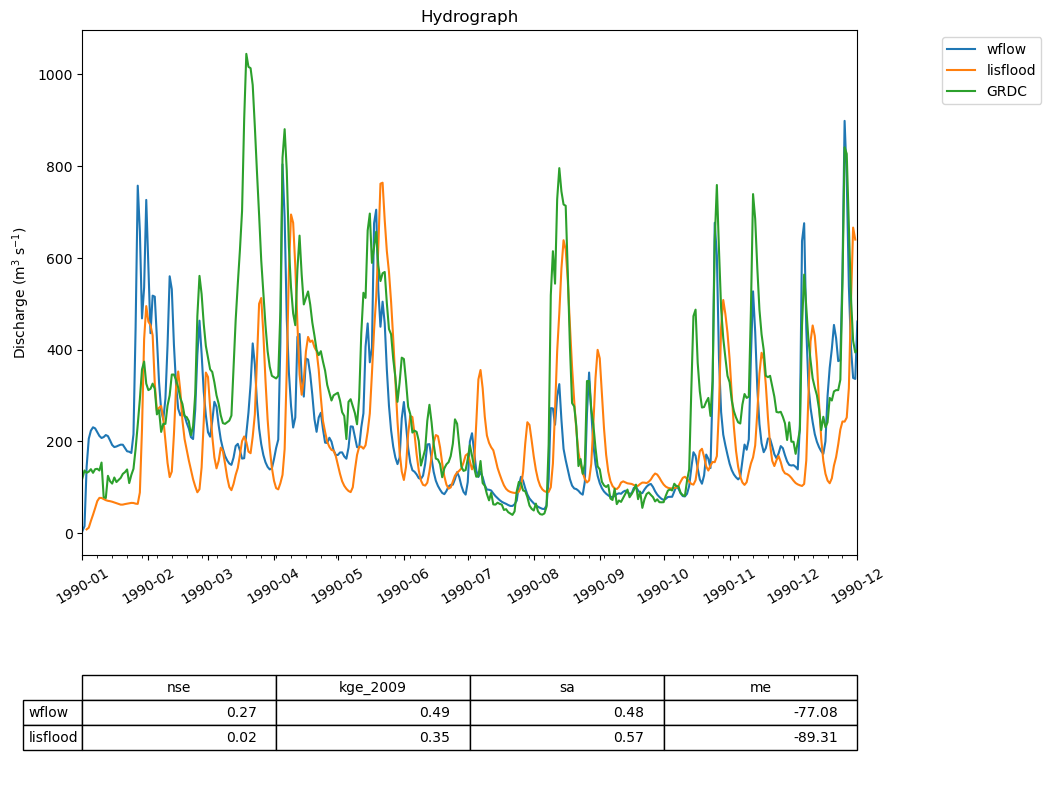 Hydrograph
wflow
lisflood
GRDC
Discharge (m³ s⁻¹)
1000
800
600
400
200
0
1990-01 1990-02 1990-03 1990-04 1990-05 1990-06 1990-07 1990-08 1990-09 1990-10 1990-11 1990-12 1990-12
nse kge_2009 sa me
wflow 0.27 0.49 0.48 -77.08
lisflood 0.02 0.35 0.57 -89.31